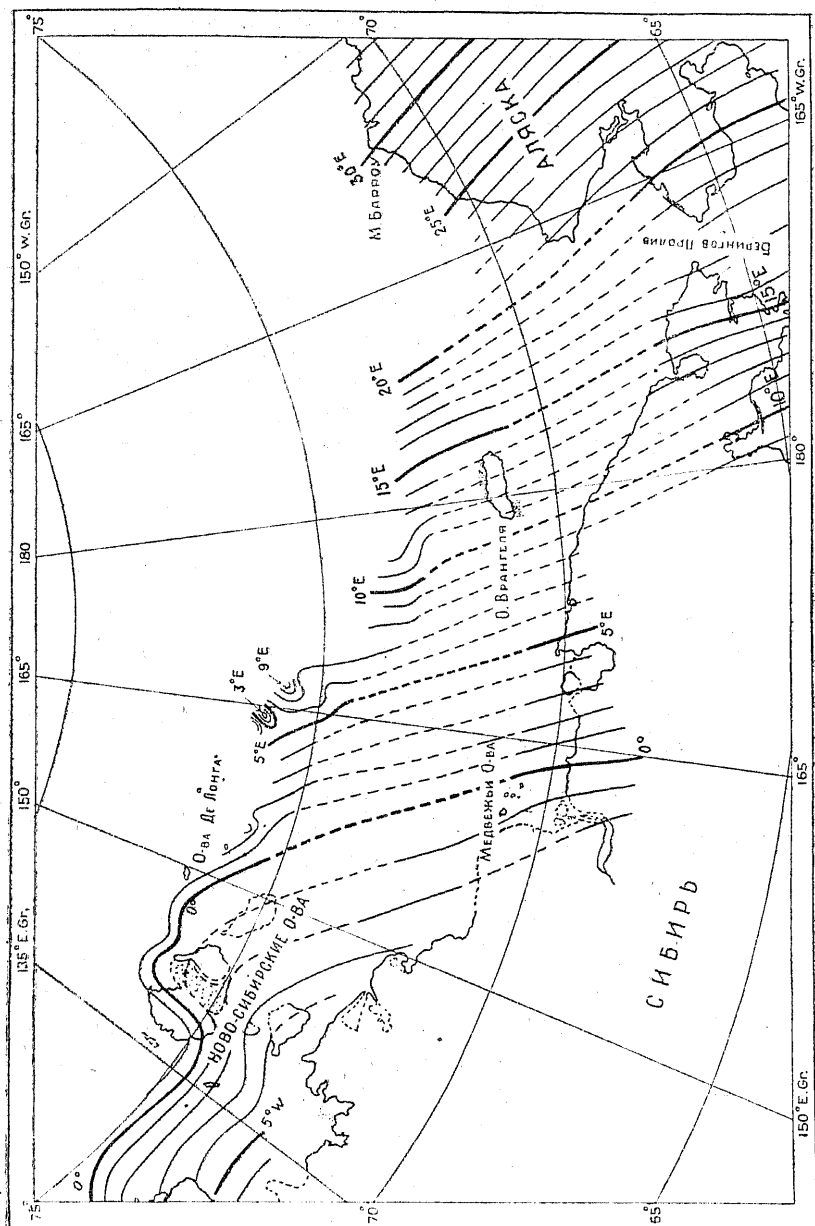 75°
150° W. Gr.
165°
180
165°
150°
135° E. Gr.
75
70
М. БАРРОУ
30°E
25°E
АЛЯСКА
65
165° W. Gr.
БЕРИНГОВ ПРОЛИВ
20°E
15°E
15°E
10°E
10°E
180°
О. ВРАНГЕЛЯ
9°E
3°E
5°E
5°E
О-ВА ДЕ ЛОНГА
МЕДВЕЖЬИ О-ВА
0°
0°
165°
НОВО-СИБИРСКИЕ О-ВА
СИБИРЬ
5°W
0°
75
70
65°
150° E. Gr.